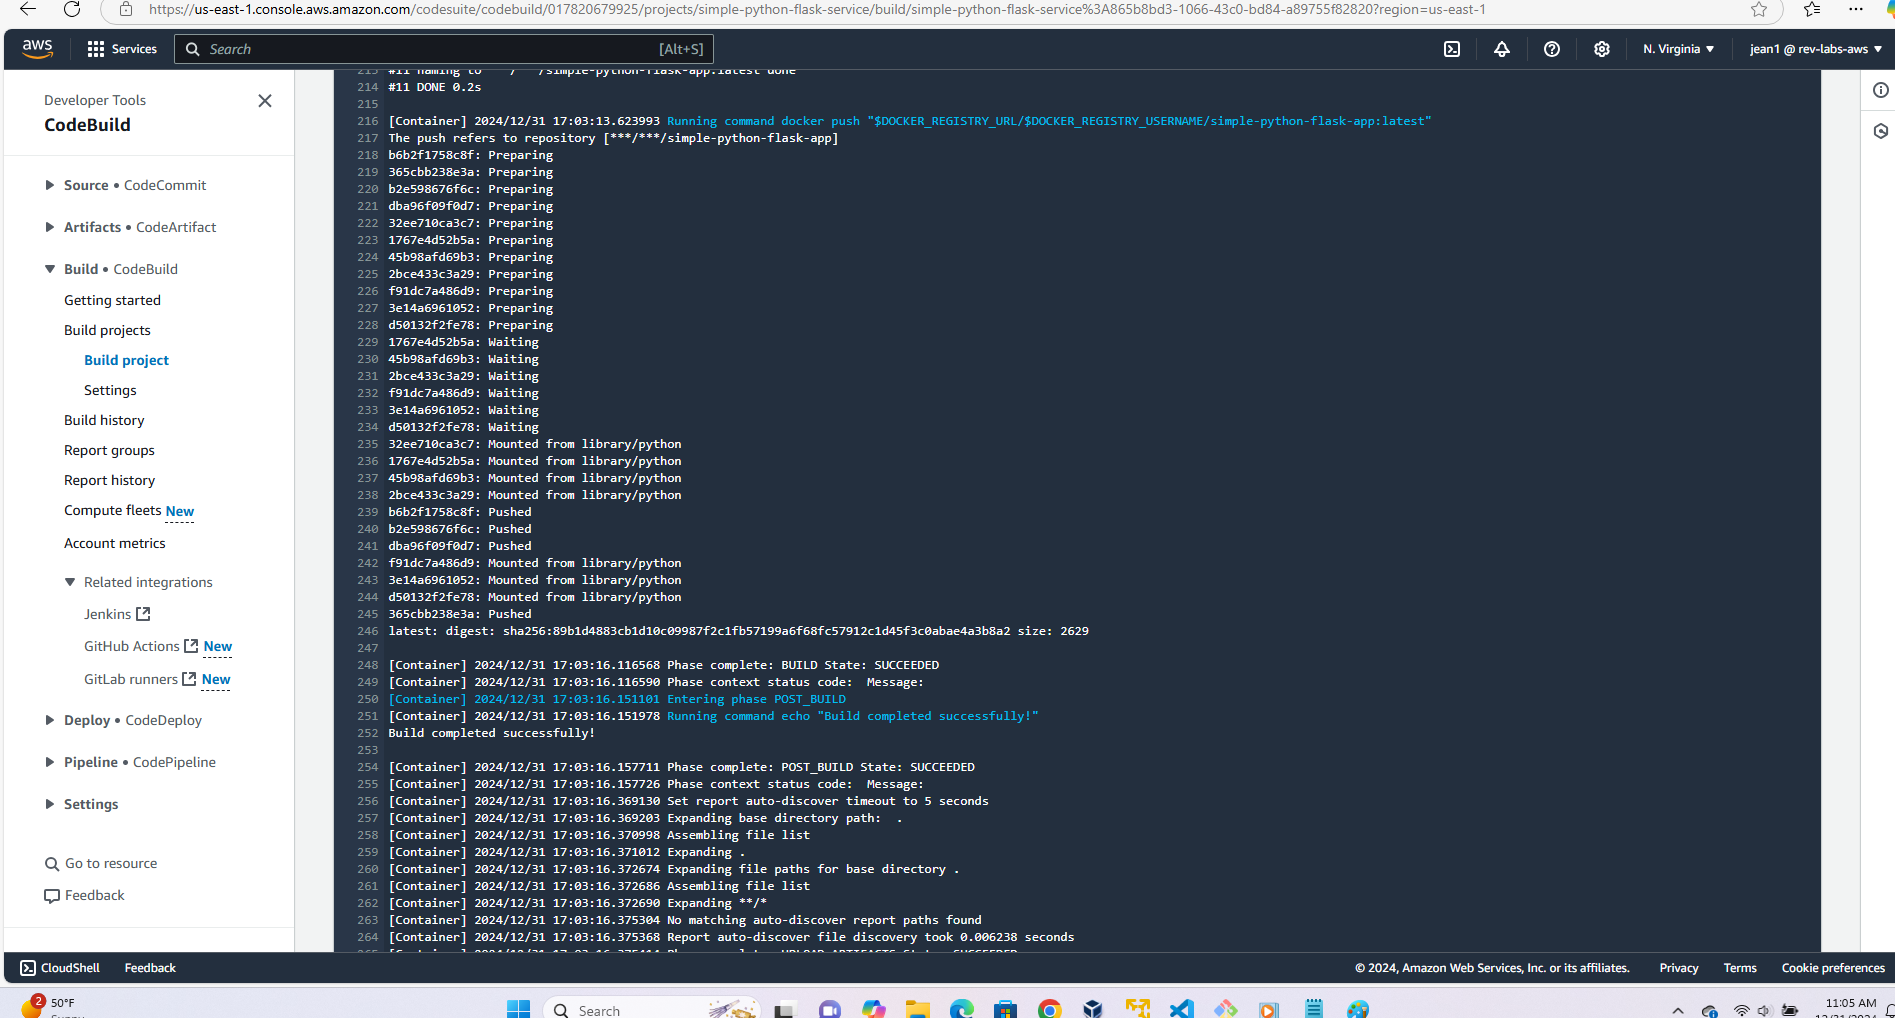 https://us-east-1.console.aws.amazon.com/codesuite/codebuild/017820679925/projects/simple-python-flask-service/build/simple-python-flask-service%3A865b8bd3-1066-43c0-bd84-a89755f82820?region=us-east-1
aws
Services
Search
[Alt+S]
N. Virginia
jean1 @ rev-labs-aws
Developer Tools
CodeBuild
Source • CodeCommit
Artifacts • CodeArtifact
Build • CodeBuild
Getting started
Build projects
Build project
Settings
Build history
Report groups
Report history
Compute fleets New
Account metrics
Related integrations
Jenkins
GitHub Actions New
GitLab runners New
Deploy • CodeDeploy
Pipeline • CodePipeline
Settings
Go to resource
Feedback
213 #11 naming to ***/***/simple-python-flask-app:latest done
214 #11 DONE 0.2s
215
216 [Container] 2024/12/31 17:03:13.623993 Running command docker push "$DOCKER_REGISTRY_URL/$DOCKER_REGISTRY_USERNAME/simple-python-flask-app:latest"
217 The push refers to repository [***/***/simple-python-flask-app]
218 b6b2f1758c8f: Preparing
219 365cbb238e3a: Preparing
220 b2e598676f6c: Preparing
221 dba96f09f0d7: Preparing
222 32ee710ca3c7: Preparing
223 1767e4d52b5a: Preparing
224 45b98afd69b3: Preparing
225 2bce433c3a29: Preparing
226 f91dc7a486d9: Preparing
227 3e14a6961052: Preparing
228 d50132f2fe78: Preparing
229 1767e4d52b5a: Waiting
230 45b98afd69b3: Waiting
231 2bce433c3a29: Waiting
232 f91dc7a486d9: Waiting
233 3e14a6961052: Waiting
234 d50132f2fe78: Waiting
235 32ee710ca3c7: Mounted from library/python
236 1767e4d52b5a: Mounted from library/python
237 45b98afd69b3: Mounted from library/python
238 2bce433c3a29: Mounted from library/python
239 b6b2f1758c8f: Pushed
240 b2e598676f6c: Pushed
241 dba96f09f0d7: Pushed
242 f91dc7a486d9: Mounted from library/python
243 3e14a6961052: Mounted from library/python
244 d50132f2fe78: Mounted from library/python
245 365cbb238e3a: Pushed
246 latest: digest: sha256:89b1d4883cb1d10c09987f2c1fb57199a6f68fc57912c1d45f3c0abae4a3b8a2 size: 2629
247
248 [Container] 2024/12/31 17:03:16.116568 Phase complete: BUILD State: SUCCEEDED
249 [Container] 2024/12/31 17:03:16.116590 Phase context status code:  Message:
250 [Container] 2024/12/31 17:03:16.151101 Entering phase POST_BUILD
251 [Container] 2024/12/31 17:03:16.151978 Running command echo "Build completed successfully!"
252 Build completed successfully!
253
254 [Container] 2024/12/31 17:03:16.157711 Phase complete: POST_BUILD State: SUCCEEDED
255 [Container] 2024/12/31 17:03:16.157726 Phase context status code:  Message:
256 [Container] 2024/12/31 17:03:16.369130 Set report auto-discover timeout to 5 seconds
257 [Container] 2024/12/31 17:03:16.369203 Expanding base directory path:  .
258 [Container] 2024/12/31 17:03:16.370998 Assembling file list
259 [Container] 2024/12/31 17:03:16.371012 Expanding .
260 [Container] 2024/12/31 17:03:16.372674 Expanding file paths for base directory .
261 [Container] 2024/12/31 17:03:16.372686 Assembling file list
262 [Container] 2024/12/31 17:03:16.372690 Expanding **/*
263 [Container] 2024/12/31 17:03:16.375304 No matching auto-discover report paths found
264 [Container] 2024/12/31 17:03:16.375368 Report auto-discover file discovery took 0.006238 seconds
CloudShell
Feedback
© 2024, Amazon Web Services, Inc. or its affiliates.
Privacy
Terms
Cookie preferences
2
50°F
Sunny
Search
11:05 AM
12/31/2024